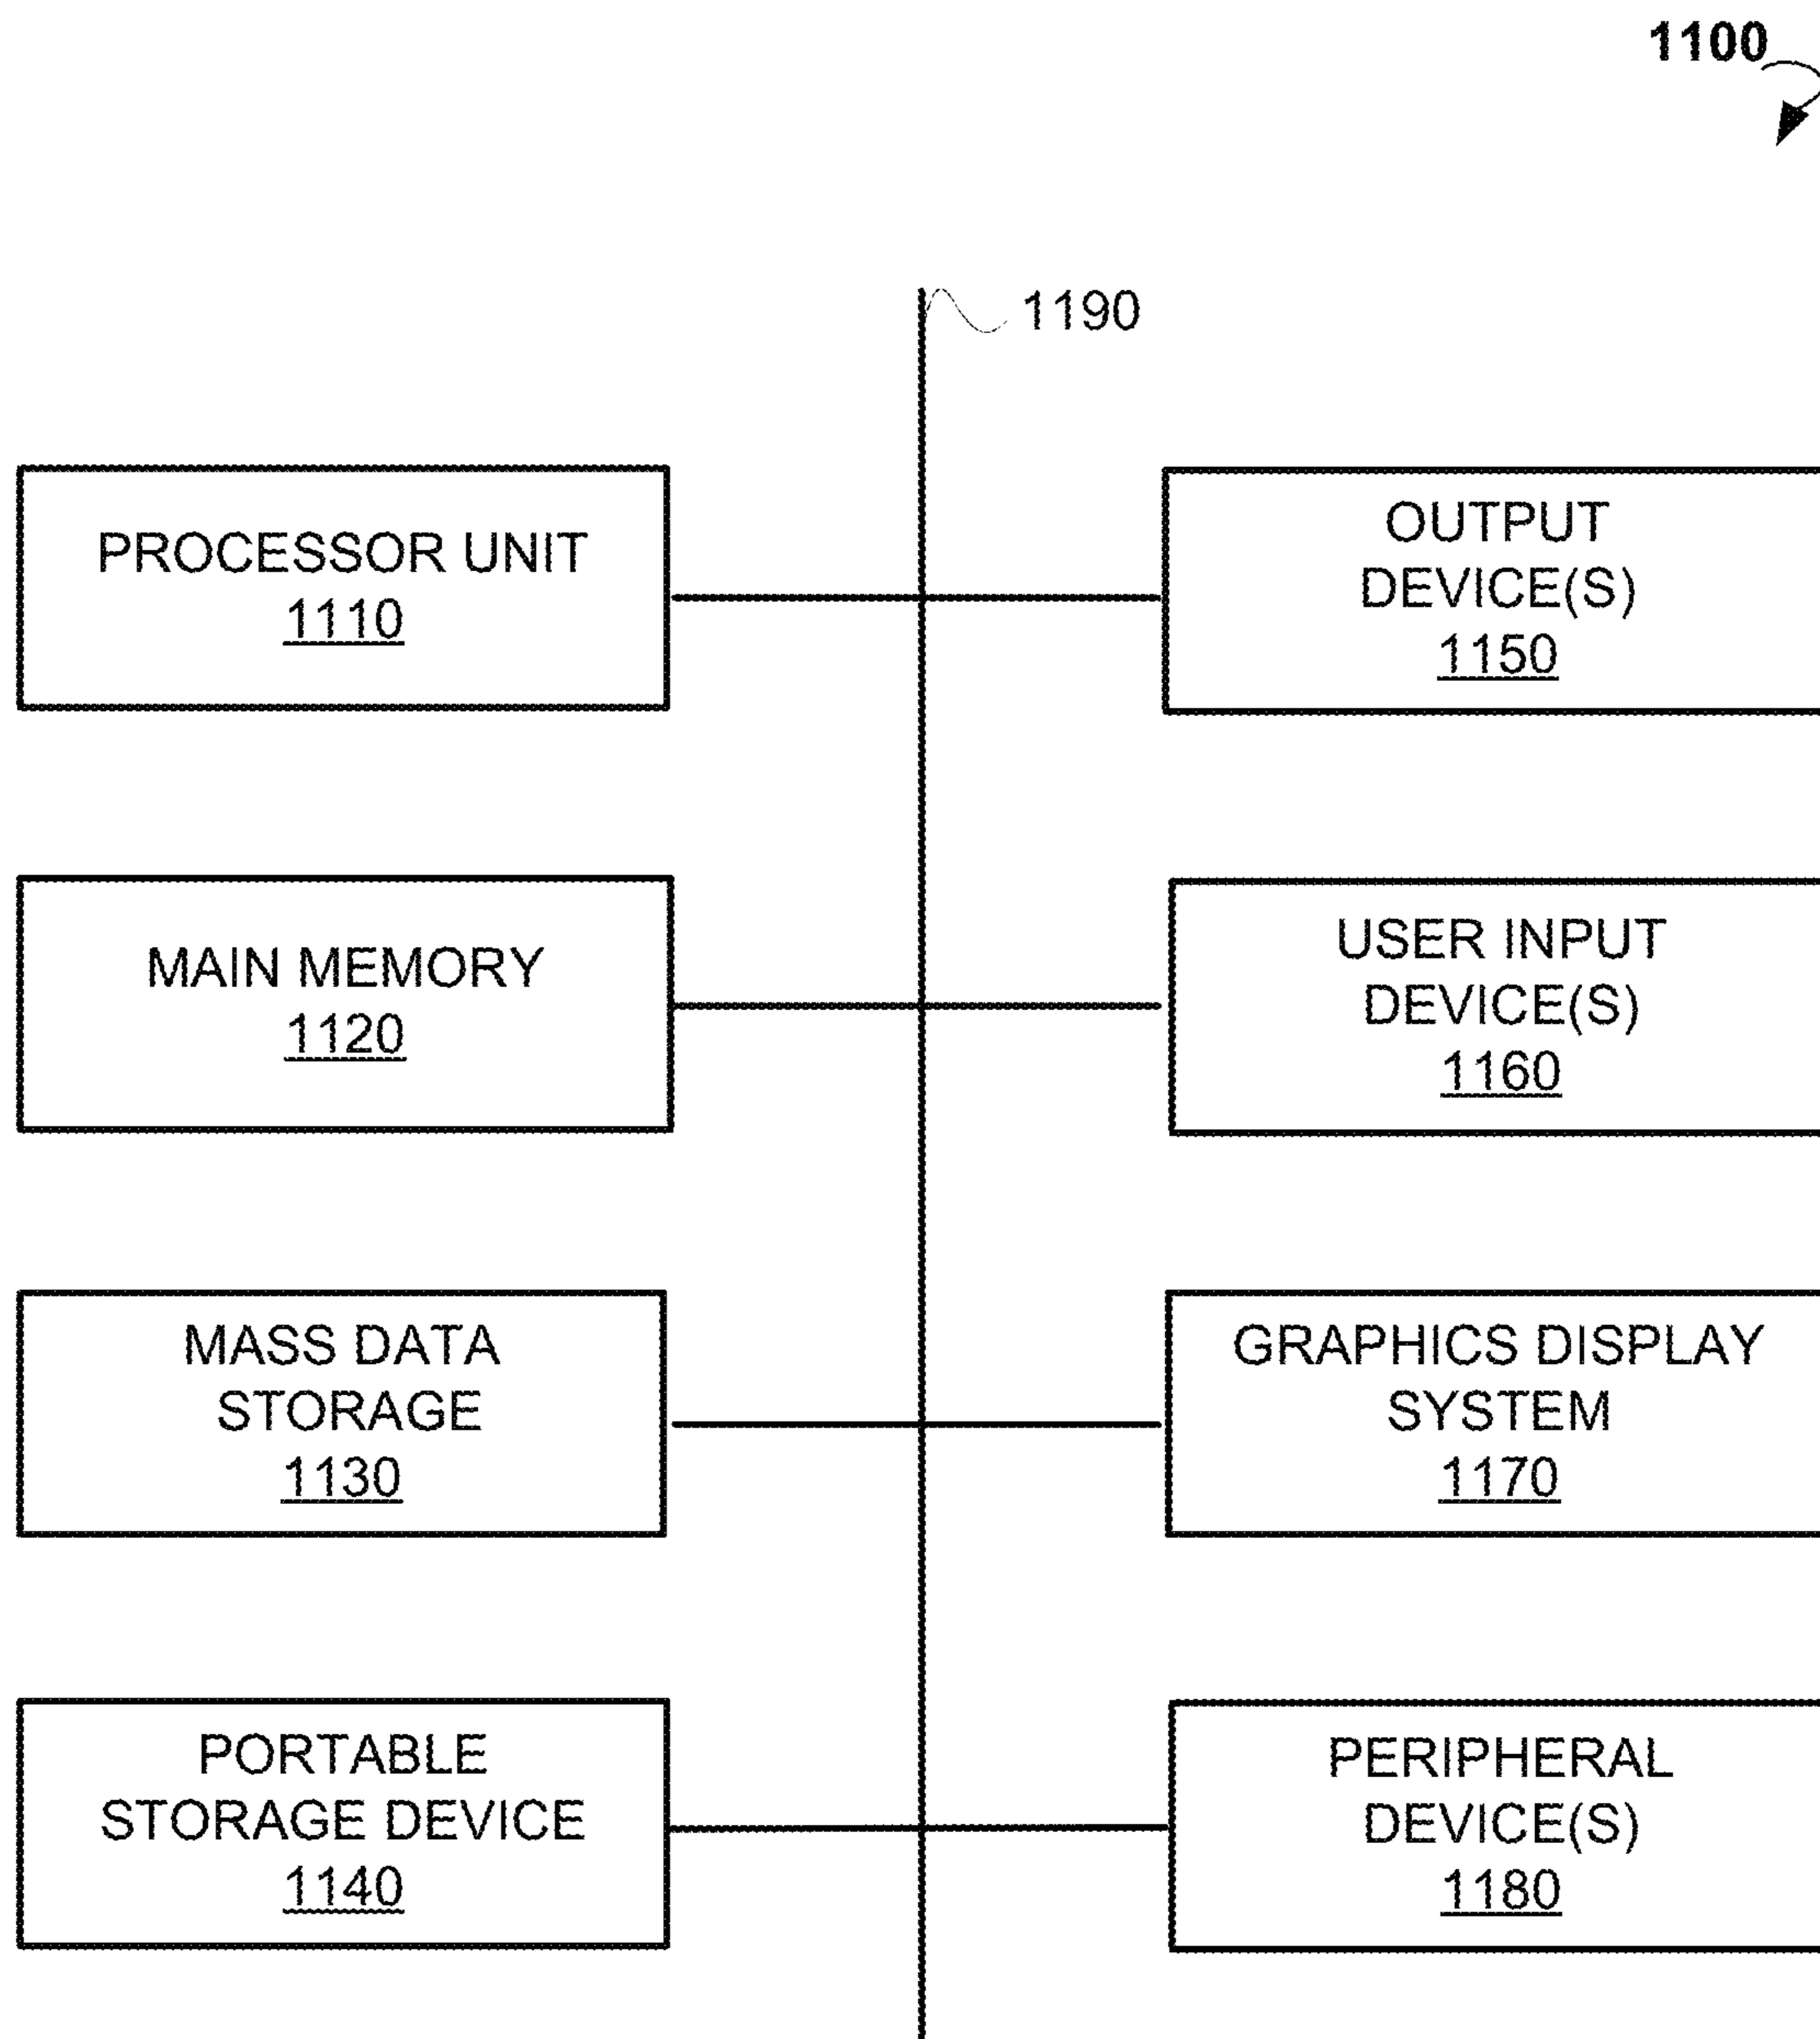 1100
1190
PROCESSOR UNIT
1110
OUTPUT
DEVICE(S)
1150
MAIN MEMORY
1120
USER INPUT
DEVICE(S)
1160
MASS DATA
STORAGE
1130
GRAPHICS DISPLAY
SYSTEM
1170
PORTABLE
STORAGE DEVICE
1140
PERIPHERAL
DEVICE(S)
1180